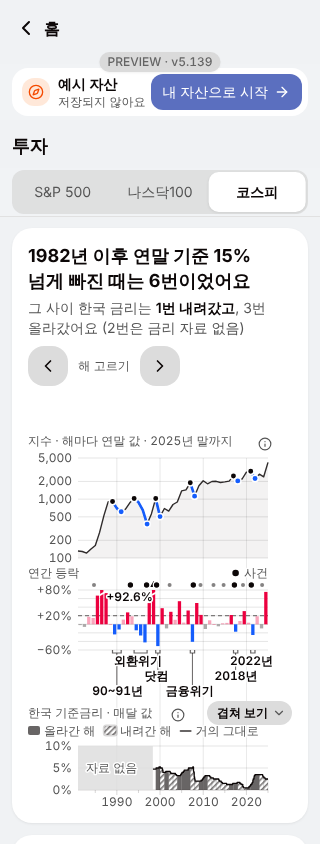 홈
PREVIEW · v5.139
예시 자산
저장되지 않아요
내 자산으로 시작 →
투자
S&P 500
나스닥100
코스피
1982년 이후 연말 기준 15%
넘게 빠진 때는 6번이었어요
그 사이 한국 금리는 1번 내려갔고, 3번
올라갔어요 (2번은 금리 자료 없음)
해 고르기
지수 · 해마다 연말 값 · 2025년 말까지
5,000
2,000
1,000
500
200
100
연간 등락
사건
+80%
+92.6%
+20%
−60%
외환위기
2022년
닷컴
2018년
90~91년
금융위기
한국 기준금리 · 매달 값
겹쳐 보기
올라간 해
내려간 해
거의 그대로
10%
5%
0%
자료 없음
1990
2000
2010
2020